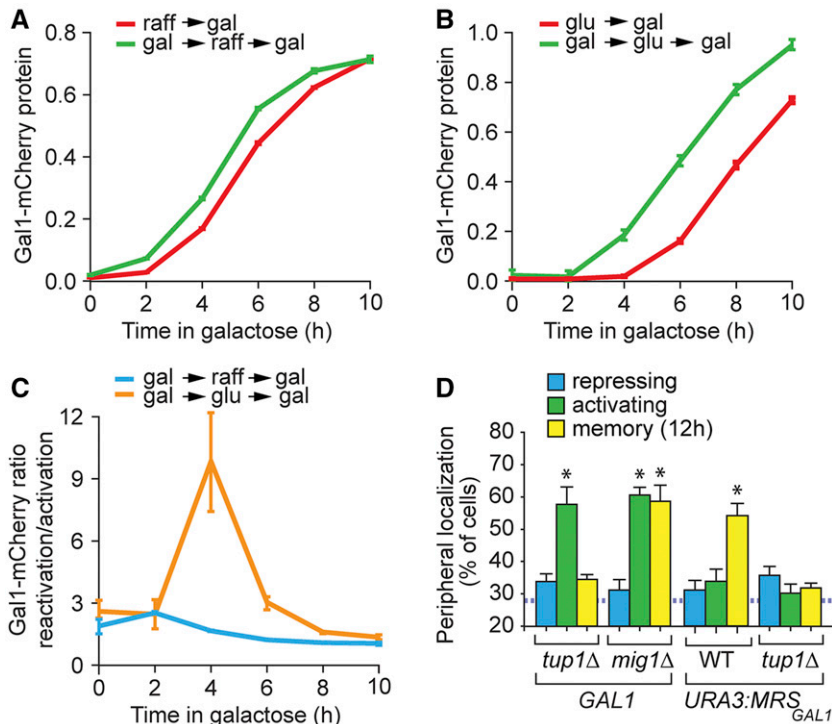 A
raff → gal
gal → raff → gal
Gal1-mCherry protein
0.8
0.6
0.4
0.2
0.0
0 2 4 6 8 10
Time in galactose (h)
B
glu → gal
gal → glu → gal
Gal1-mCherry protein
1.0
0.8
0.6
0.4
0.2
0.0
0 2 4 6 8 10
Time in galactose (h)
C
gal → raff → gal
gal → glu → gal
Gal1-mCherry ratio
reactivation/activation
12
9
6
3
0
0 2 4 6 8 10
Time in galactose (h)
D
repressing
activating
memory (12h)
Peripheral localization
(% of cells)
80
70
60
50
40
30
20
* * * *
tup1Δ mig1Δ WT tup1Δ
GAL1 URA3:MRS GAL1